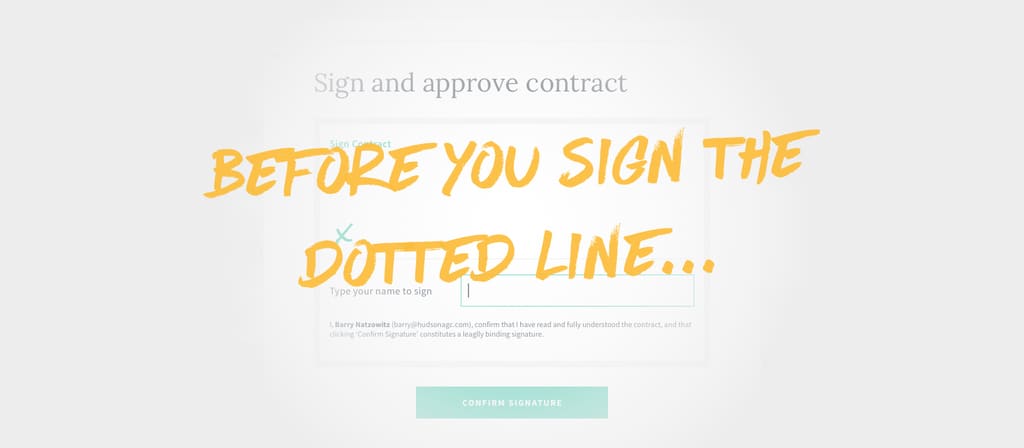 Sign and approve contract
Sign Contract
BEFORE YOU SIGN THE
DOTTED LINE...
Type your name to sign
I, Barry Natzowitz (barry@hudsonagc.com), confirm that I have read and fully understood the contract, and that
clicking 'Confirm Signature' constitutes a leaglly binding signature.
CONFIRM SIGNATURE